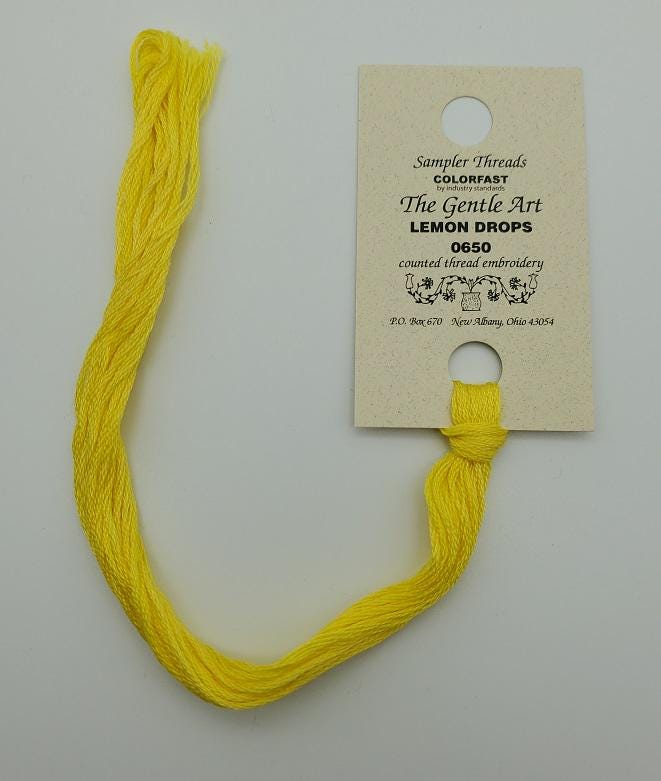 Sampler Threads
COLORFAST
by industry standards
The Gentle Art
LEMON DROPS
0650
counted thread embroidery
P.O. Box 670 New Albany, Ohio 43054